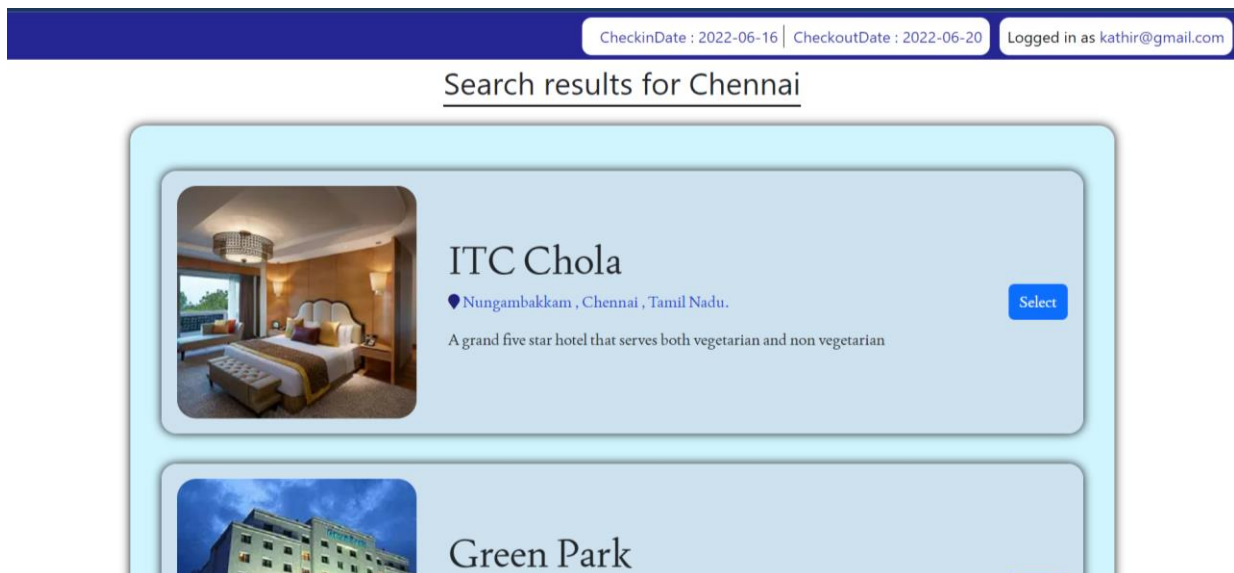 CheckinDate : 2022-06-16 | CheckoutDate : 2022-06-20 Logged in as kathir@gmail.com
Search results for Chennai
ITC Chola
Nungambakkam , Chennai , Tamil Nadu.
Select
A grand five star hotel that serves both vegetarian and non vegetarian
Green Park